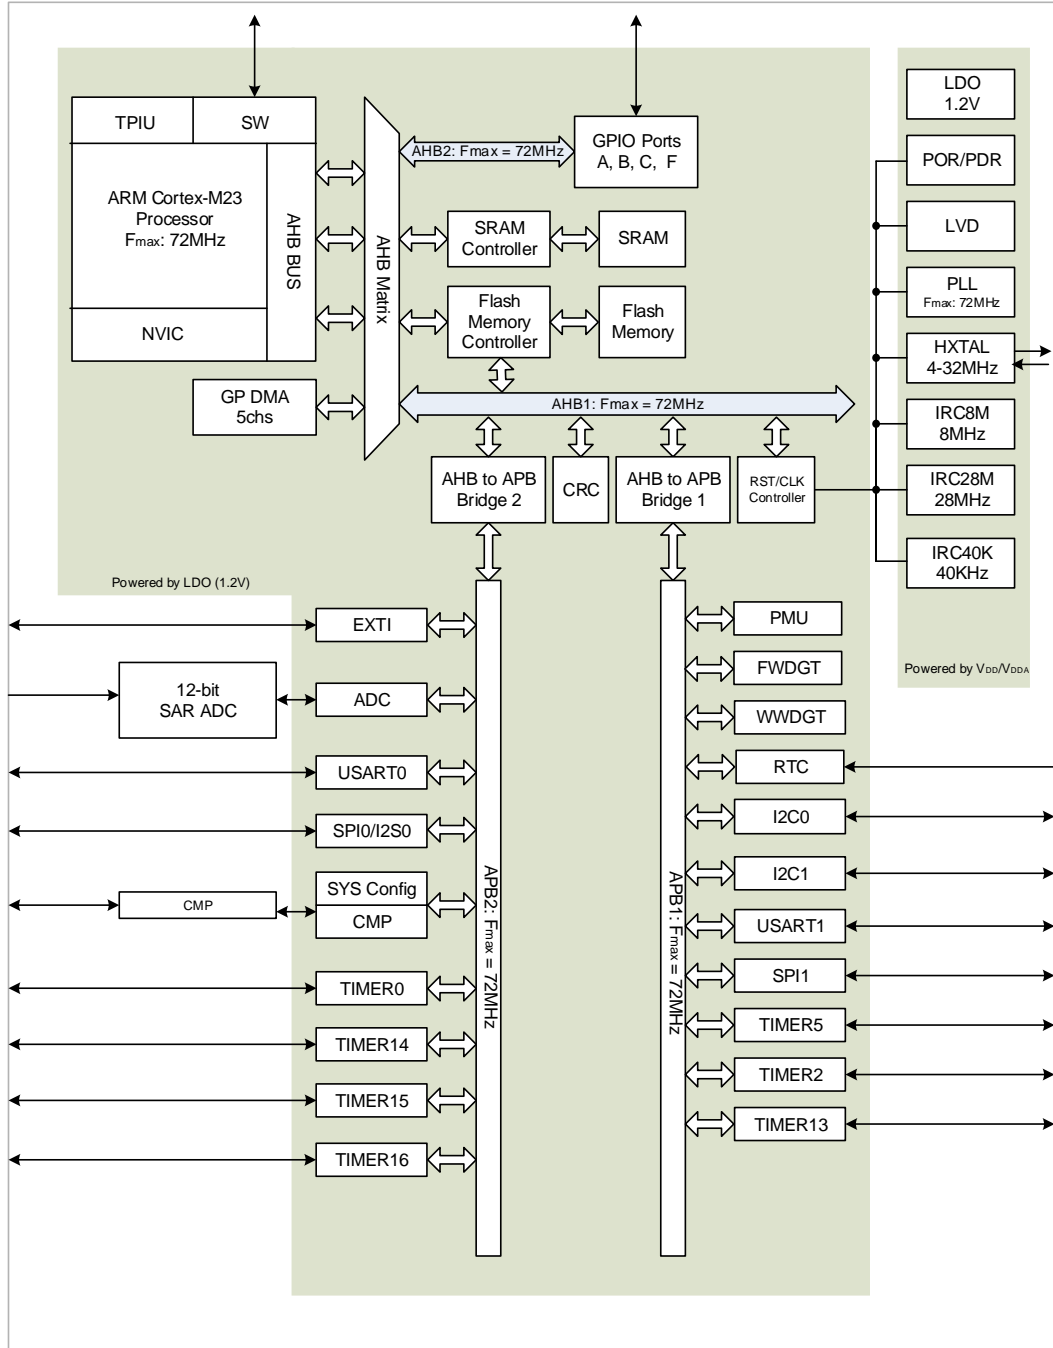 TPIU
SW
ARM Cortex-M23
Processor
Fmax: 72MHz
AHB BUS
NVIC
GP DMA
5chs
AHB Matrix
AHB2: Fmax = 72MHz
GPIO Ports
A, B, C, F
SRAM
Controller
SRAM
Flash
Memory
Controller
Flash
Memory
AHB1: Fmax = 72MHz
AHB to APB
Bridge 2
CRC
AHB to APB
Bridge 1
RST/CLK
Controller
Powered by LDO (1.2V)
LDO
1.2V
POR/PDR
LVD
PLL
Fmax: 72MHz
HXTAL
4-32MHz
IRC8M
8MHz
IRC28M
28MHz
IRC40K
40KHz
Powered by VDD/VDDA
EXTI
12-bit
SAR ADC
ADC
USART0
SPI0/I2S0
CMP
SYS Config
CMP
TIMER0
TIMER14
TIMER15
TIMER16
APB2: Fmax = 72MHz
APB1: Fmax = 72MHz
PMU
FWDGT
WWDGT
RTC
I2C0
I2C1
USART1
SPI1
TIMER5
TIMER2
TIMER13